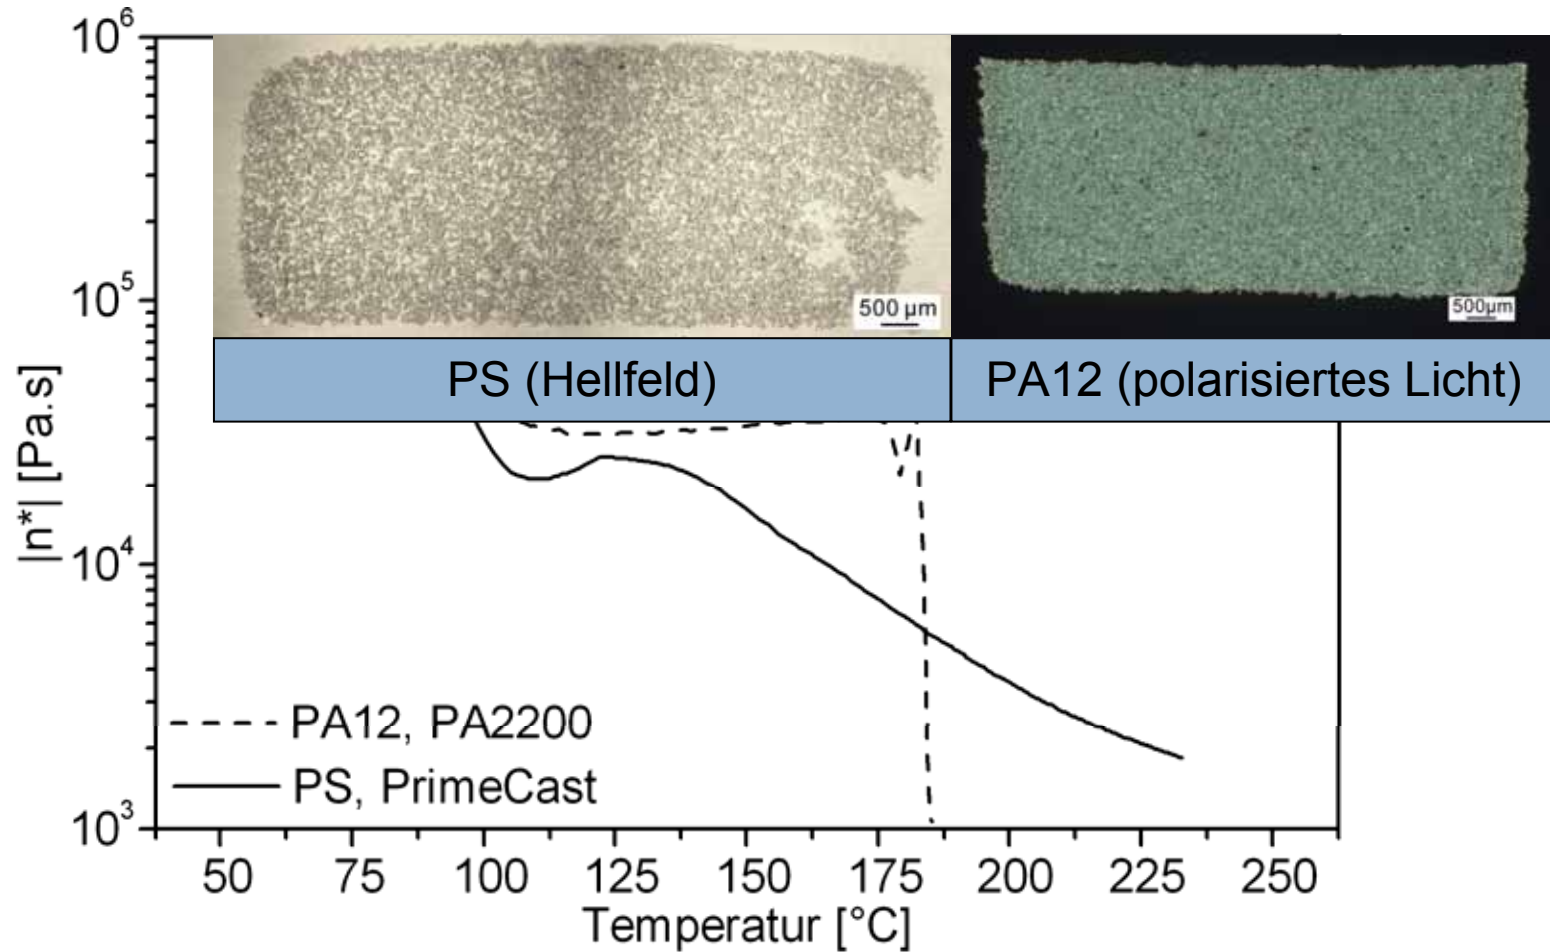 10^6
10^5
10^4
10^3
|n*| [Pa.s]
500 µm
500µm
PS (Hellfeld)
PA12 (polarisiertes Licht)
PA12, PA2200
PS, PrimeCast
50 75 100 125 150 175 200 225 250
Temperatur [°C]